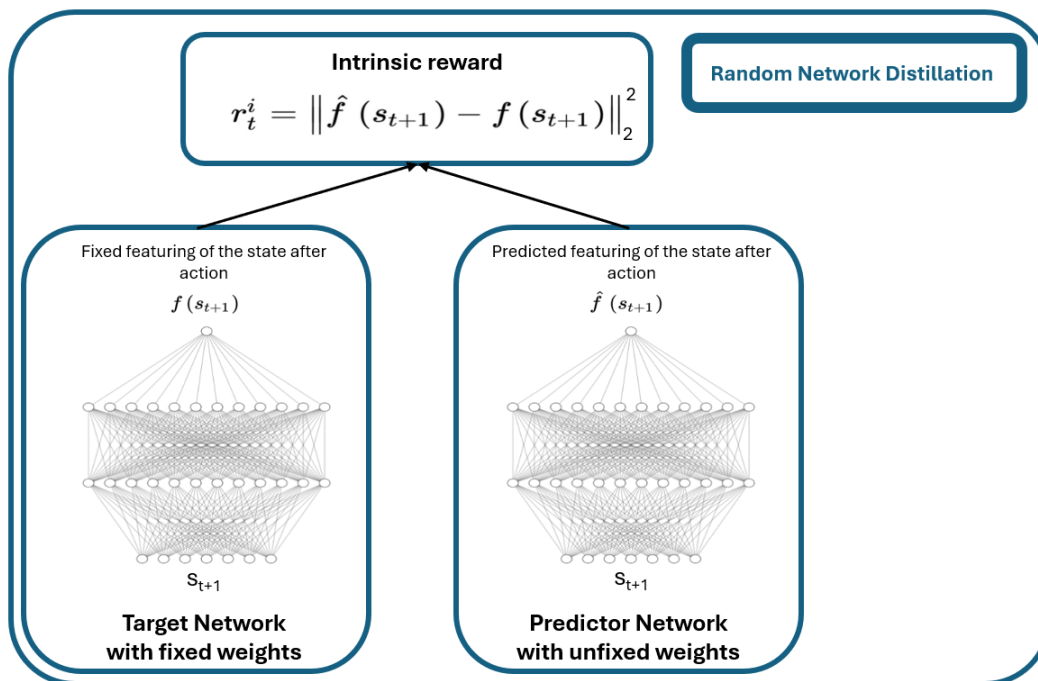 Intrinsic reward
Random Network Distillation
r_t^i = ‖f̂ (s_{t+1}) − f (s_{t+1})‖_2^2
Fixed featuring of the state after
action
f (s_{t+1})
S_{t+1}
Target Network
with fixed weights
Predicted featuring of the state after
action
f̂ (s_{t+1})
S_{t+1}
Predictor Network
with unfixed weights